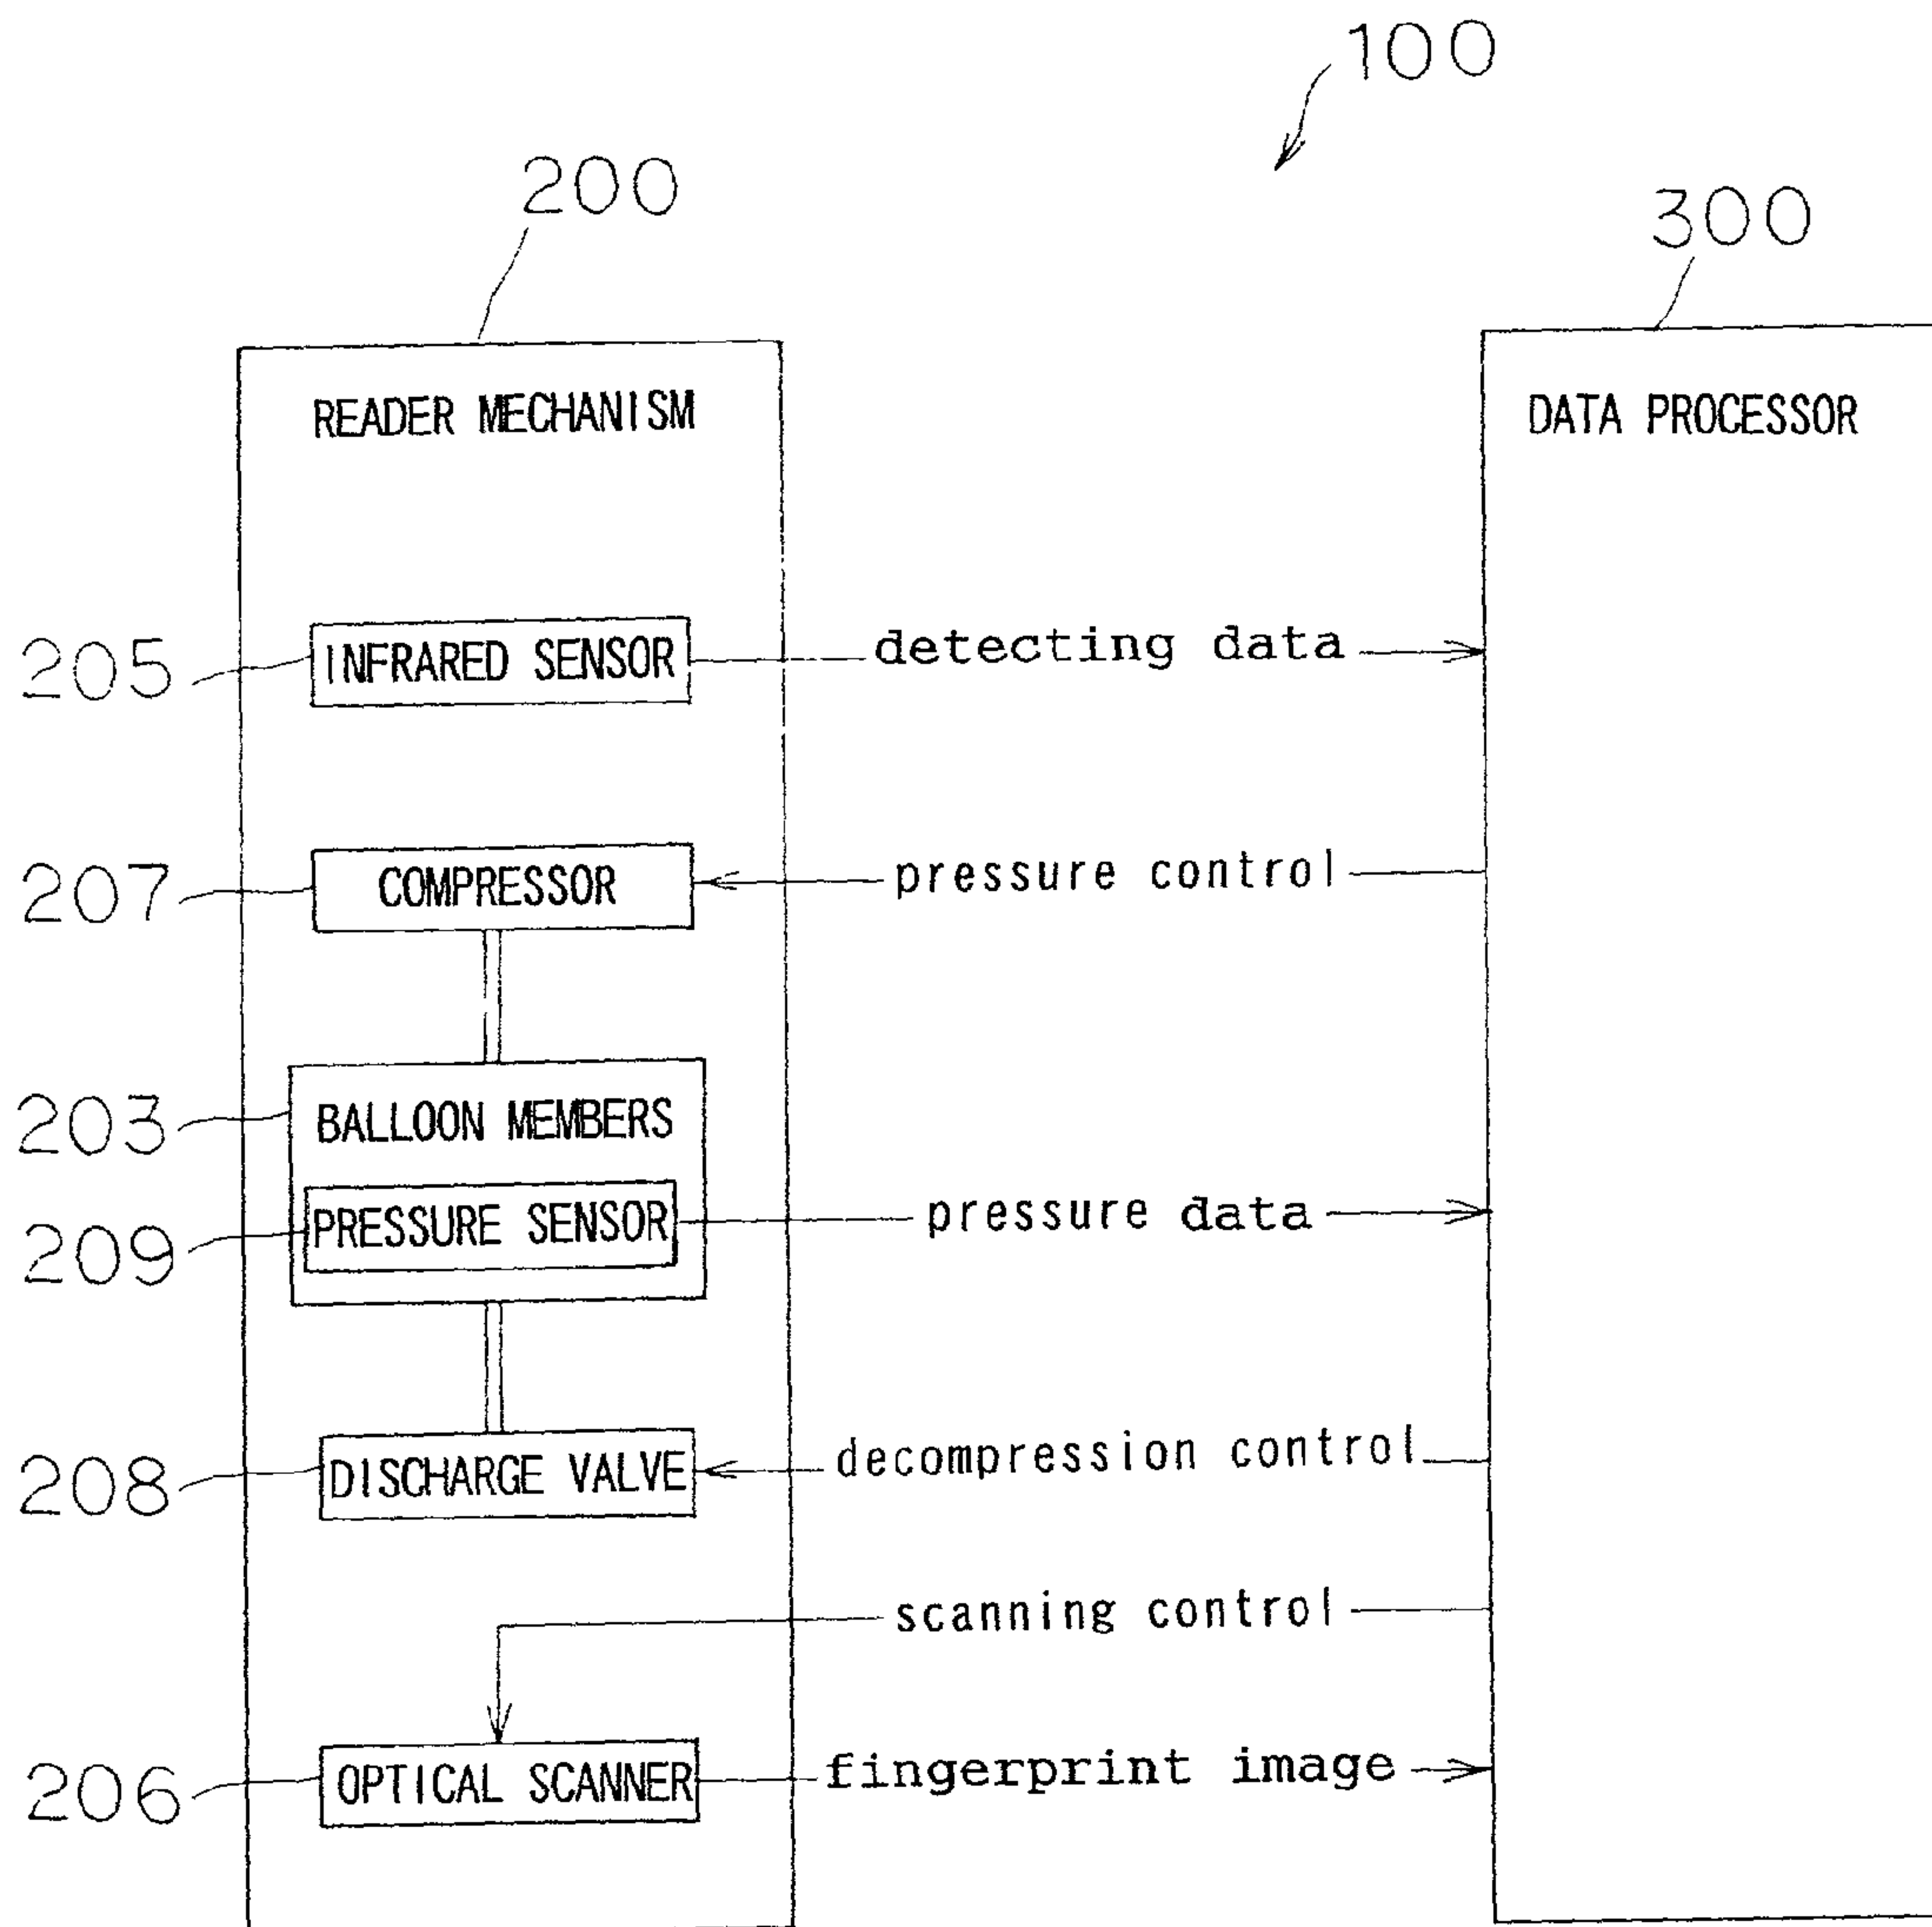 100
200
300
READER MECHANISM
DATA PROCESSOR
205
INFRARED SENSOR
detecting data
207
COMPRESSOR
pressure control
203
BALLOON MEMBERS
209
PRESSURE SENSOR
pressure data
208
DISCHARGE VALVE
decompression control
scanning control
206
OPTICAL SCANNER
fingerprint image